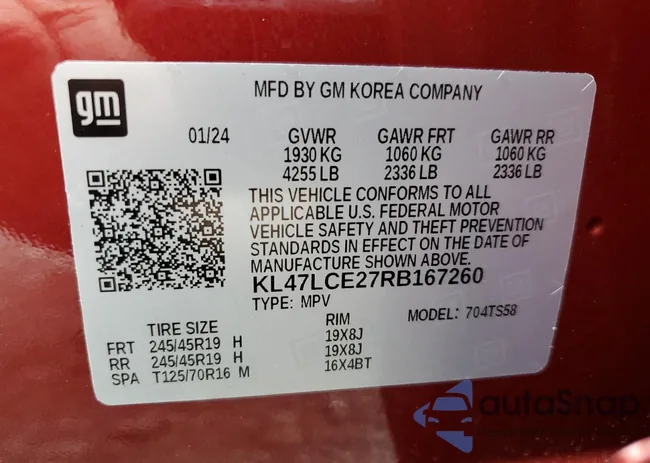 gm
MFD BY GM KOREA COMPANY
01/24 GVWR GAWR FRT GAWR RR
1930 KG 1060 KG 1060 KG
4255 LB 2336 LB 2336 LB
THIS VEHICLE CONFORMS TO ALL
APPLICABLE U.S. FEDERAL MOTOR
VEHICLE SAFETY AND THEFT PREVENTION
STANDARDS IN EFFECT ON THE DATE OF
MANUFACTURE SHOWN ABOVE.
KL47LCE27RB167260
TYPE: MPV MODEL: 704TS58
TIRE SIZE RIM
FRT 245/45R19 H 19X8J
RR 245/45R19 H 19X8J
SPA T125/70R16 M 16X4BT
autoSnap